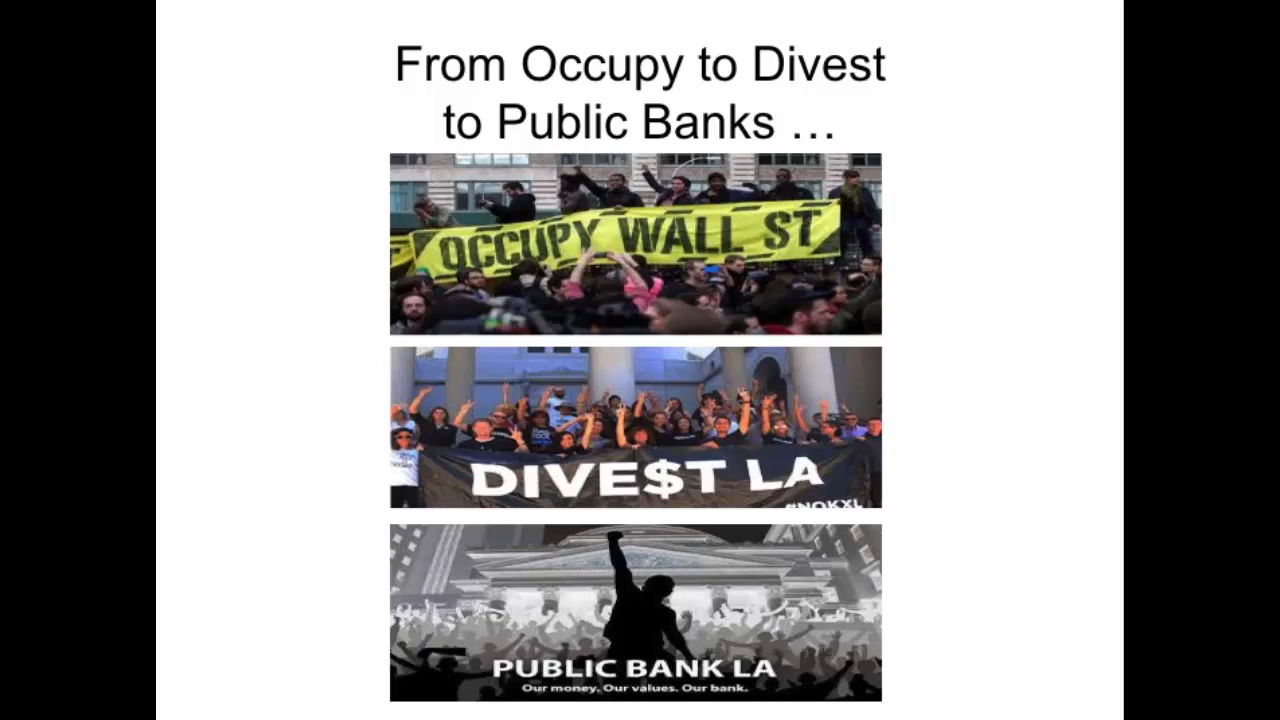 From Occupy to Divest
to Public Banks …
OCCUPY WALL ST
DIVE$T LA
#NOKXL
PUBLIC BANK LA
Our money. Our values. Our bank.